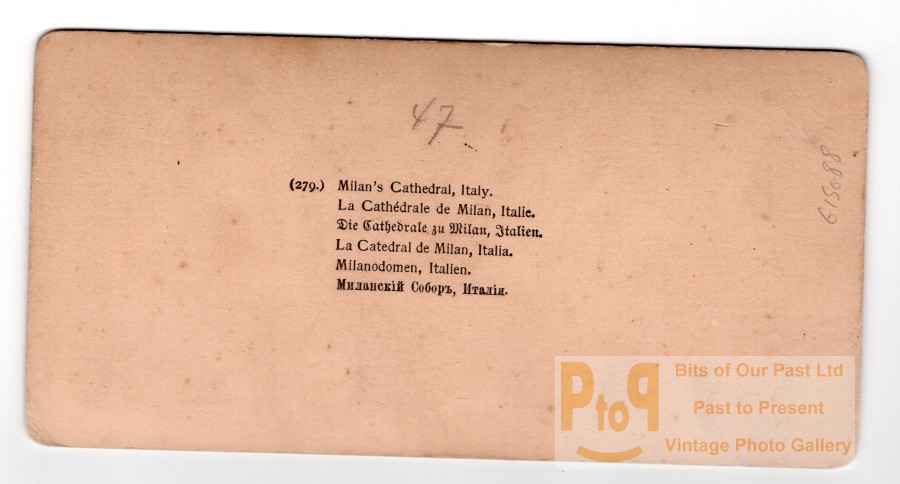 47
615088
(279.) Milan's Cathedral, Italy.
La Cathédrale de Milan, Italie.
Die Cathedrale zu Milan, Italien.
La Catedral de Milan, Italia.
Milanodomen, Italien.
Миланскій Соборъ, Италія.
PtoP
Bits of Our Past Ltd
Past to Present
Vintage Photo Gallery